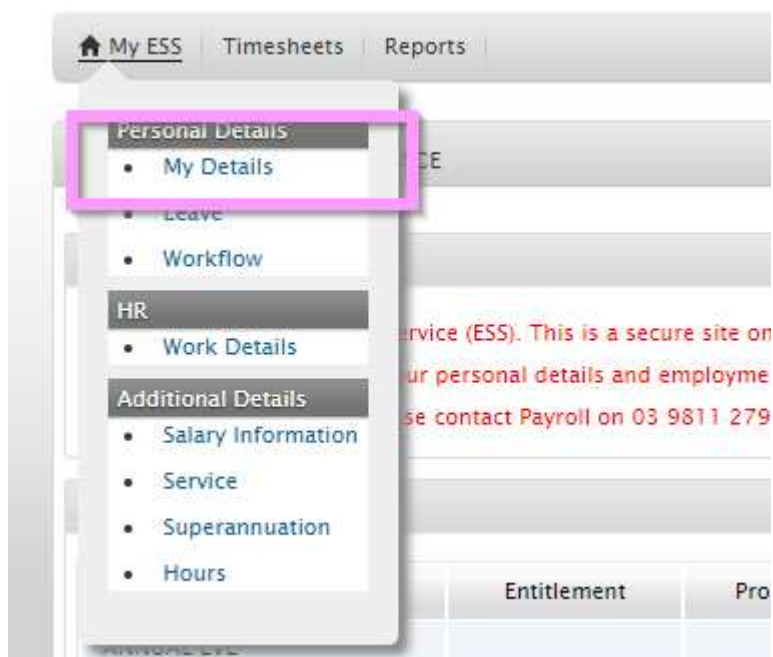 My ESS Timesheets Reports
Personal Details
My Details
CE
Leave
Workflow
HR
Work Details
rvice (ESS). This is a secure site on
ur personal details and employme
Additional Details
se contact Payroll on 03 9811 279
Salary Information
Service
Superannuation
Hours
Entitlement Pro
ANNUAL LVE